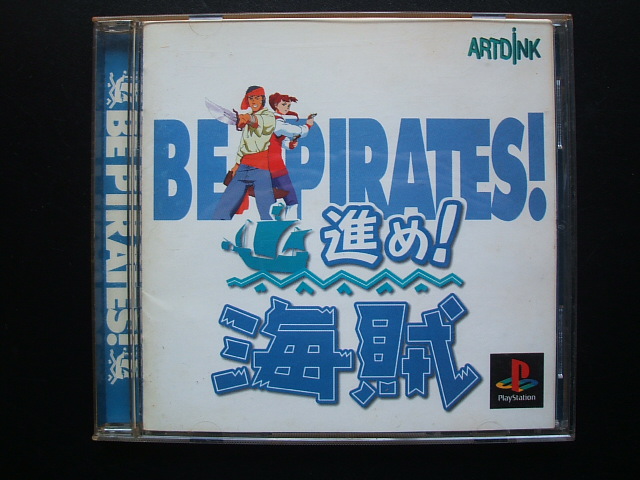 ARTDINK
BE PIRATES!
進め!
海賊
PlayStation
BE PIRATES!